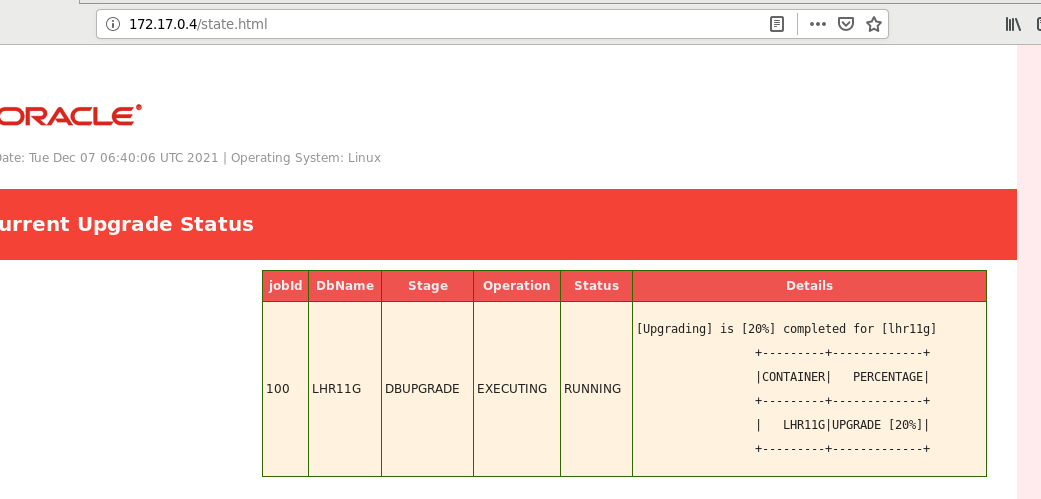 172.17.0.4/state.html
ORACLE
Date: Tue Dec 07 06:40:06 UTC 2021 | Operating System: Linux
urrent Upgrade Status
jobId DbName Stage Operation Status Details
[Upgrading] is [20%] completed for [lhr11g]
+---------+-------------+
|CONTAINER|   PERCENTAGE|
+---------+-------------+
100 LHR11G DBUPGRADE EXECUTING RUNNING
|   LHR11G|UPGRADE [20%]|
+---------+-------------+